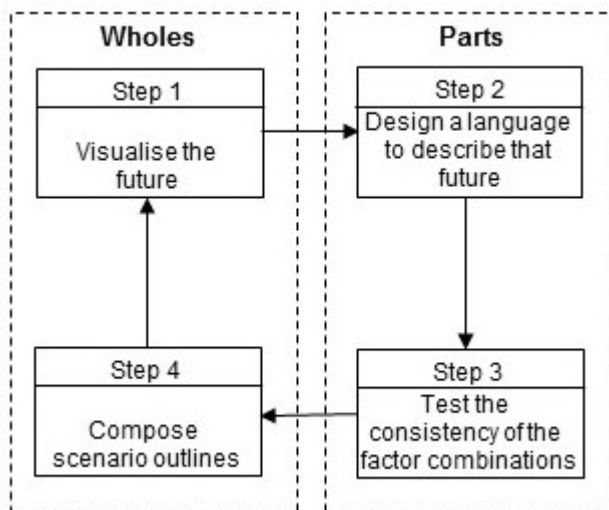 Wholes
Parts
Step 1
Visualise the
future
Step 2
Design a language
to describe that
future
Step 3
Test the
consistency of the
factor combinations
Step 4
Compose
scenario outlines